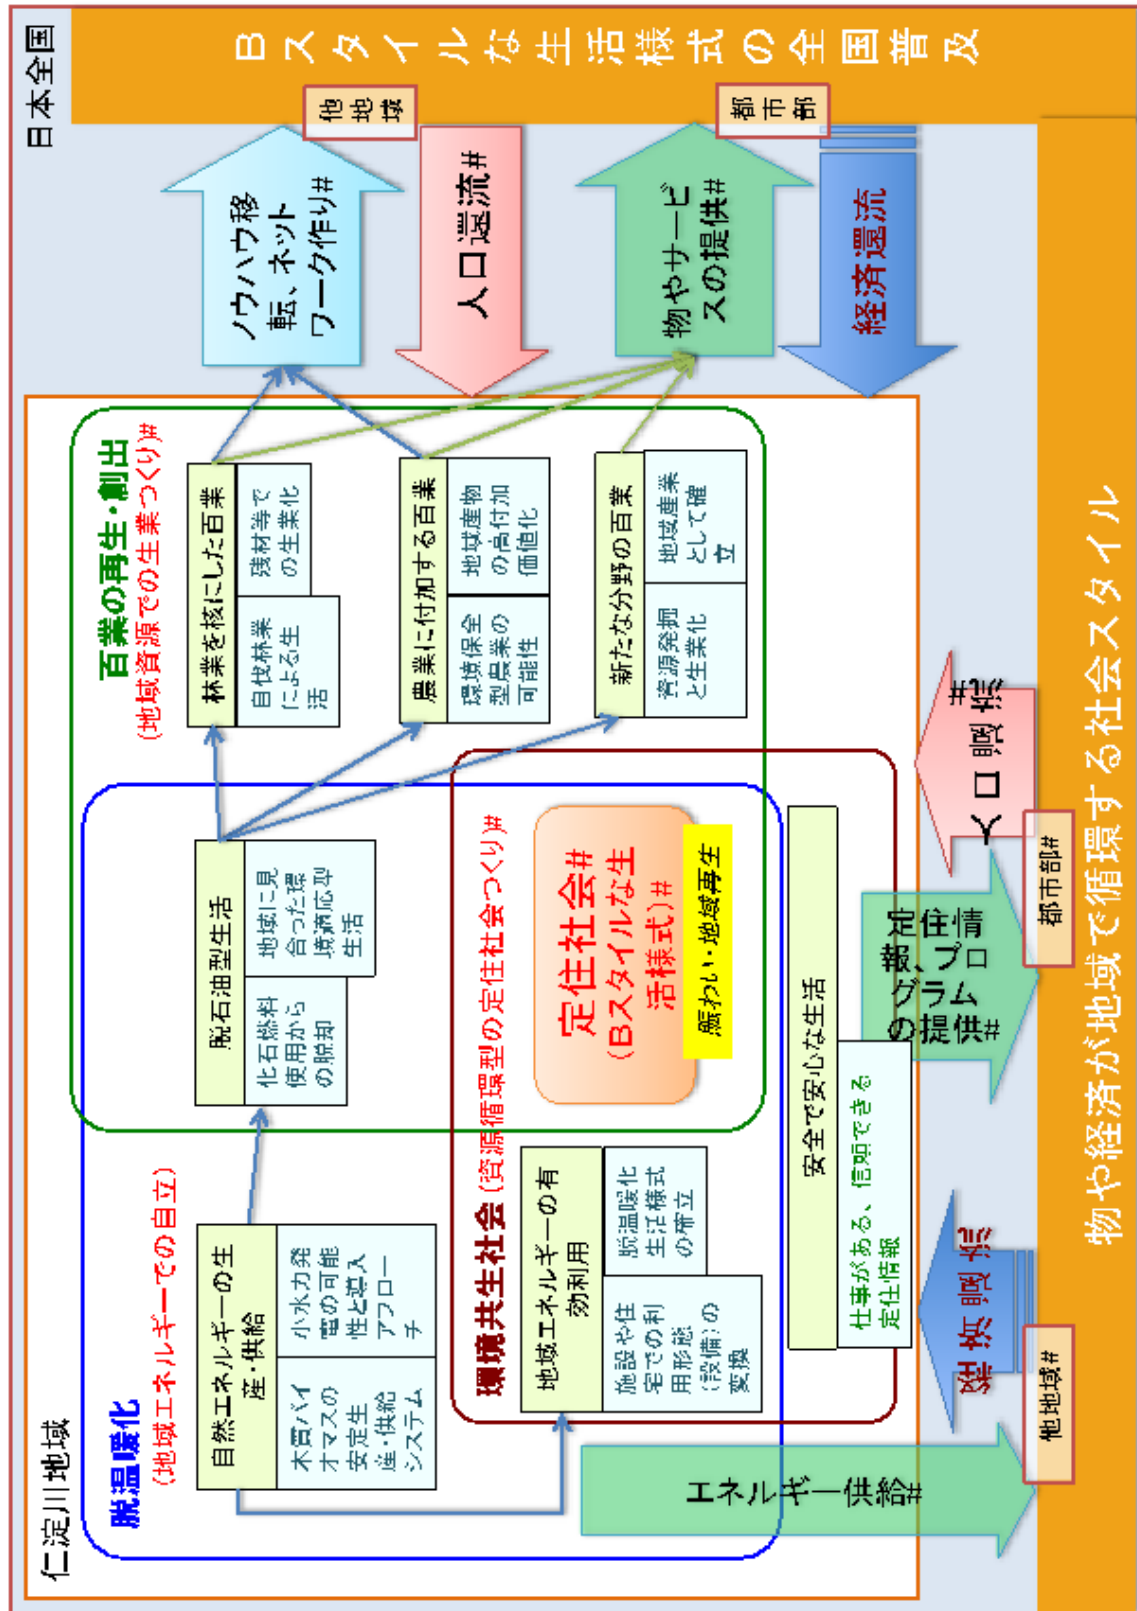 日本全国
Bスタイルな生活様式の全国普及
仁淀川地域
脱温暖化
(地域エネルギーでの自立)
自然エネルギーの生
産・供給
木質バイ
オマスの
安定生
産・供給
システム
小水力発
電の可能
性と導入
アプロー
チ
脱石油型生活
化石燃料
使用から
の脱却
地域に見
合った環
境適応型
生活
百業の再生・創出
(地域資源での生業つくり)#
林業を核にした百業
自伐林業
による生
活
残材等で
の生業化
農業に付加する百業
環境保全
型農業の
可能性
地域産物
の高付加
価値化
新たな分野の百業
資源発掘
と生業化
地域産業
として確
立
環境共生社会(資源循環型の定住社会つくり)#
地域エネルギーの有
効利用
施設や住
宅での利
用形態
(設備)の
変換
脱温暖化
生活様式
の確立
定住社会#
(Bスタイルな生
活様式)#
賑わい・地域再生
安全で安心な生活
仕事がある、信頼できる
定住情報
ノウハウ移
転、ネット
ワーク作り#
他
地
域
人口還流#
物やサービ
スの提供#
都
市
部
経済還流
エネルギー供給#
他地域#
経済還流
定住情
報、プロ
グラム
の提供#
都市部#
人口還流
#
物や経済が地域で循環する社会スタイル